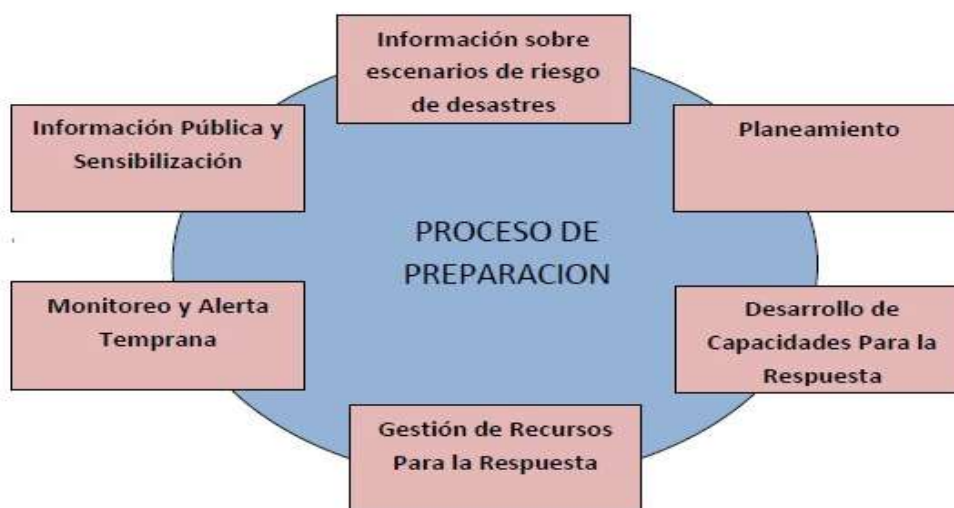 Información sobre
escenarios de riesgo
de desastres
Planeamiento
Desarrollo de
Capacidades Para la
Respuesta
Gestión de Recursos
Para la Respuesta
Monitoreo y Alerta
Temprana
Información Pública y
Sensibilización
PROCESO DE
PREPARACION